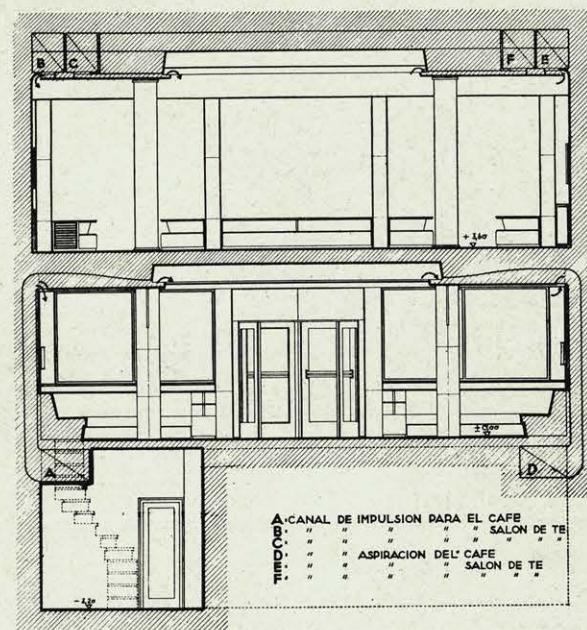 B C F E
+ 3,60
± 0,00
A D
A= CANAL DE IMPULSION PARA EL CAFE
B= " " " " " SALON DE TE
C= " " " " " " " "
D= " " ASPIRACION DEL" CAFE
E= " " " " SALON DE TE
F= " " " " " " "
- 2,20